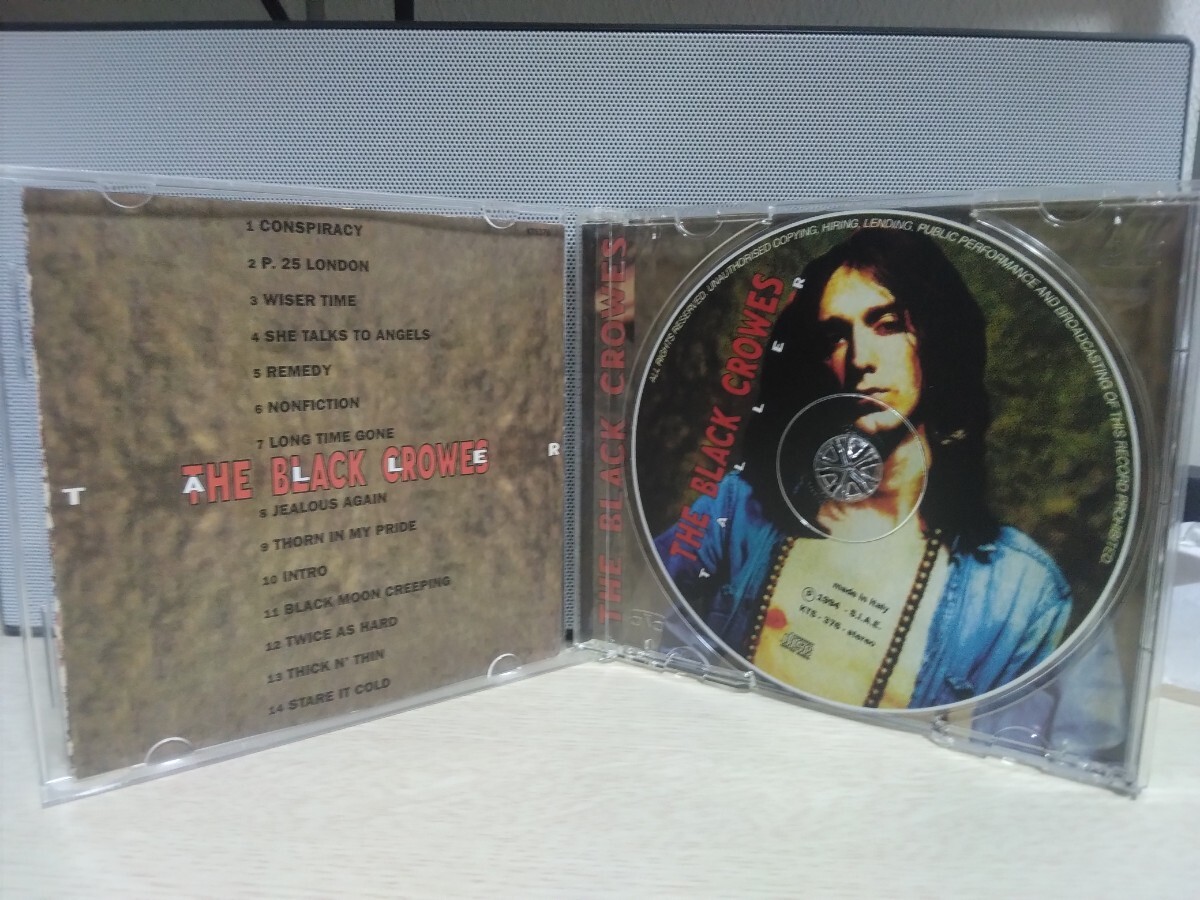 1 CONSPIRACY
2 P. 25 LONDON
3 WISER TIME
4 SHE TALKS TO ANGELS
5 REMEDY
6 NONFICTION
7 LONG TIME GONE
THE BLACK CROWES
TALLER
8 JEALOUS AGAIN
9 THORN IN MY PRIDE
10 INTRO
11 BLACK MOON CREEPING
12 TWICE AS HARD
13 THICK N' THIN
14 STARE IT COLD
THE BLACK CROWES
ALL RIGHTS RESERVED. UNAUTHORISED COPYING, HIRING, LENDING, PUBLIC PERFORMANCE AND BROADCASTING OF THIS RECORD PROHIBITED
THE BLACK CROWES
TALLER
made in Italy
℗ 1994 - S.I.A.E.
KTS - 376 - stereo